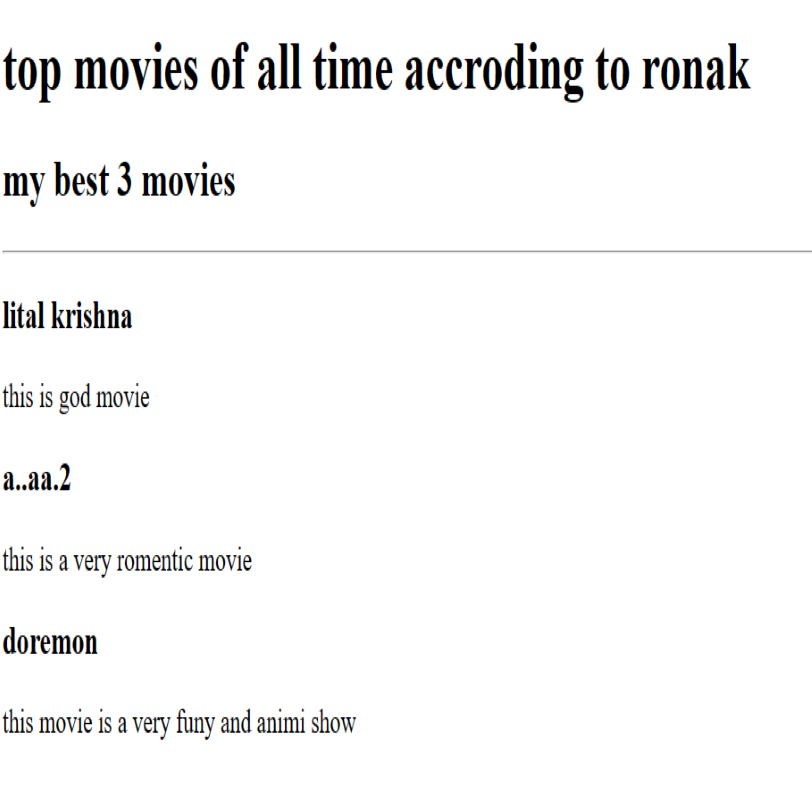 top movies of all time accroding to ronak
my best 3 movies
lital krishna
this is god movie
a..aa.2
this is a very romentic movie
doremon
this movie is a very funy and animi show